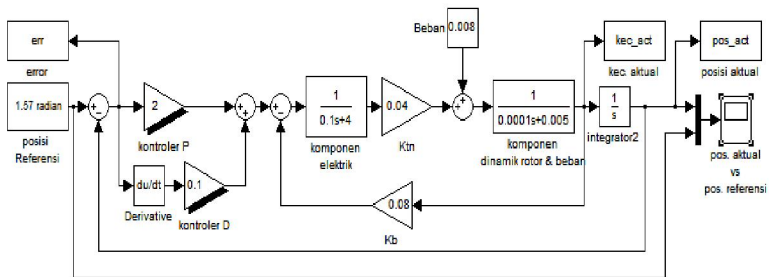 err
error
1.57 radian
posisi
Referensi
+
-
2
kontroler P
du/dt
Derivative
0.1
kontroler D
+
+
+
-
1
0.1s+4
komponen
elektrik
0.04
Ktn
Beban
0.008
+
+
1
0.0001s+0.005
komponen
dinamik rotor & beban
1
s
integrator2
kec_act
kec. aktual
pos_act
posisi aktual
pos. aktual
vs
pos. referensi
0.08
Kb